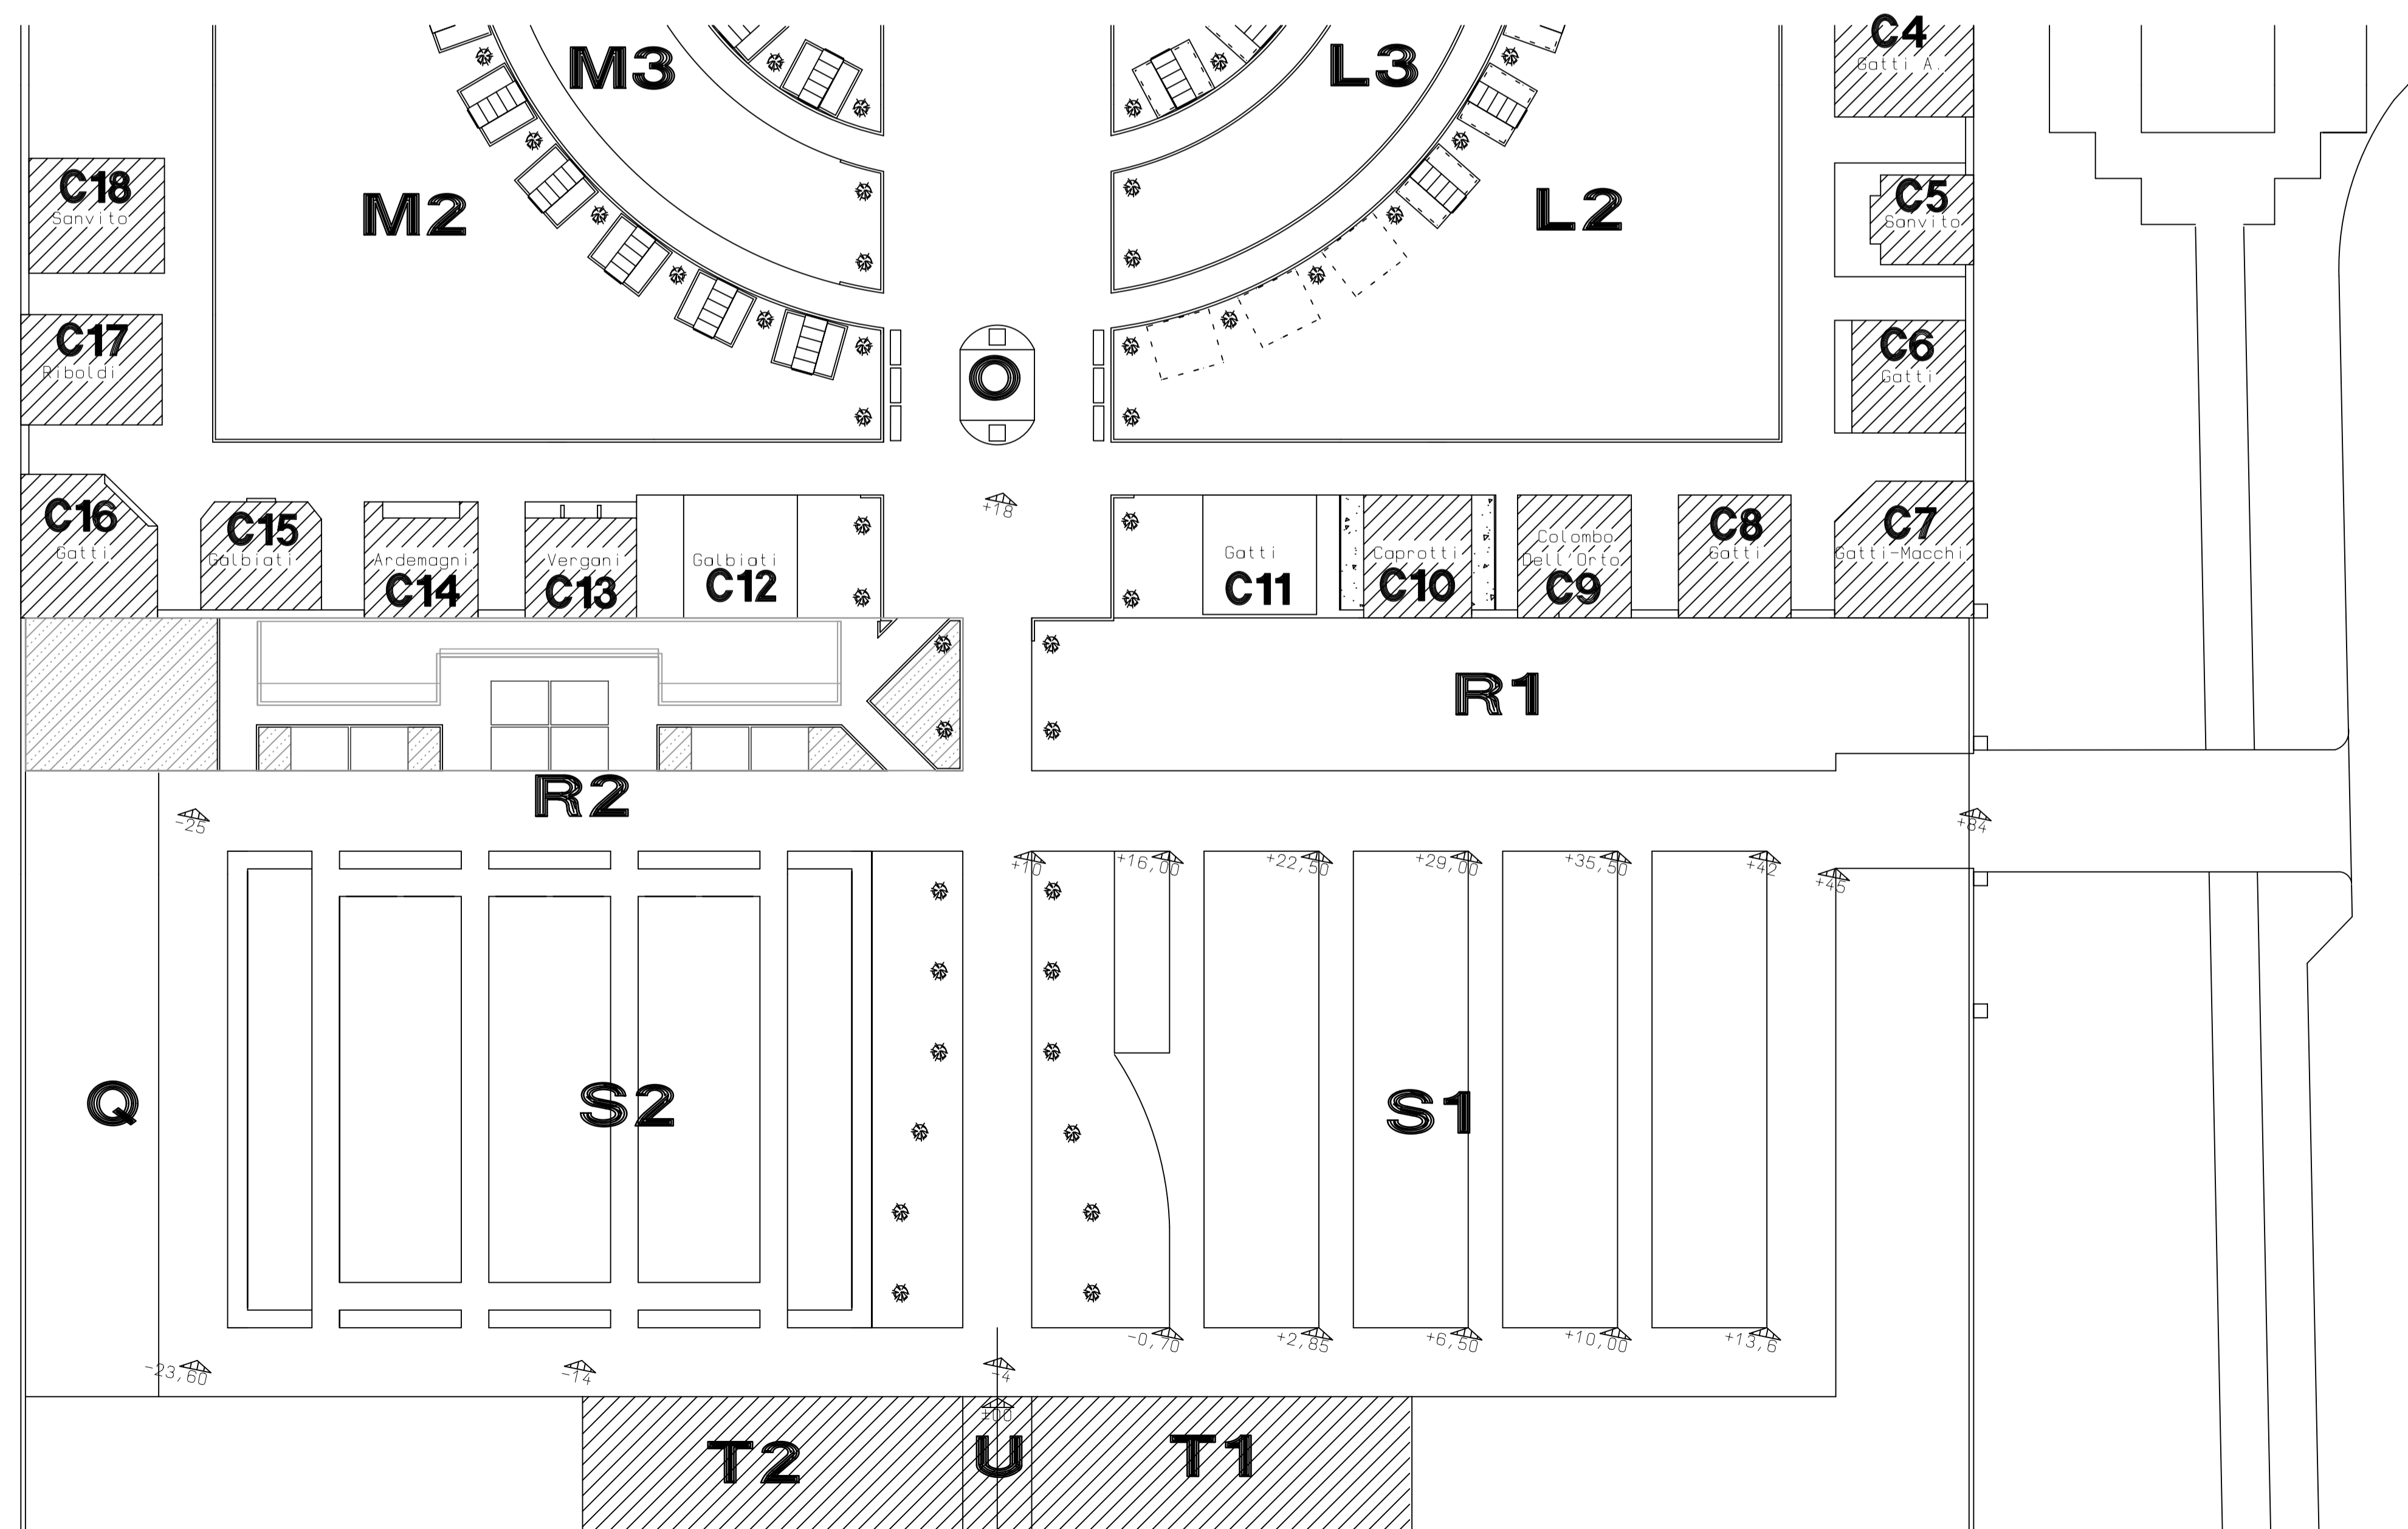 C4
Gatti A.
M3
L3
C18
Sanvito
M2
L2
C5
Sanvito
C17
Riboldi
C6
Gatti
+18
C16
Gatti
C15
Galbiati
Ardemagni
C14
Vergani
C13
Galbiati
C12
Gatti
C11
Caprotti
C10
Colombo
Dell'Orto
C9
C8
Gatti
C7
Gatti-Macchi
R1
R2
-25
+84
+10
+16,00
+22,50
+29,00
+35,50
+42
+45
Q
S2
S1
-0,70
+2,85
+6,50
+10,00
+13,6
-23,60
-14
-4
±00
T2
U
T1